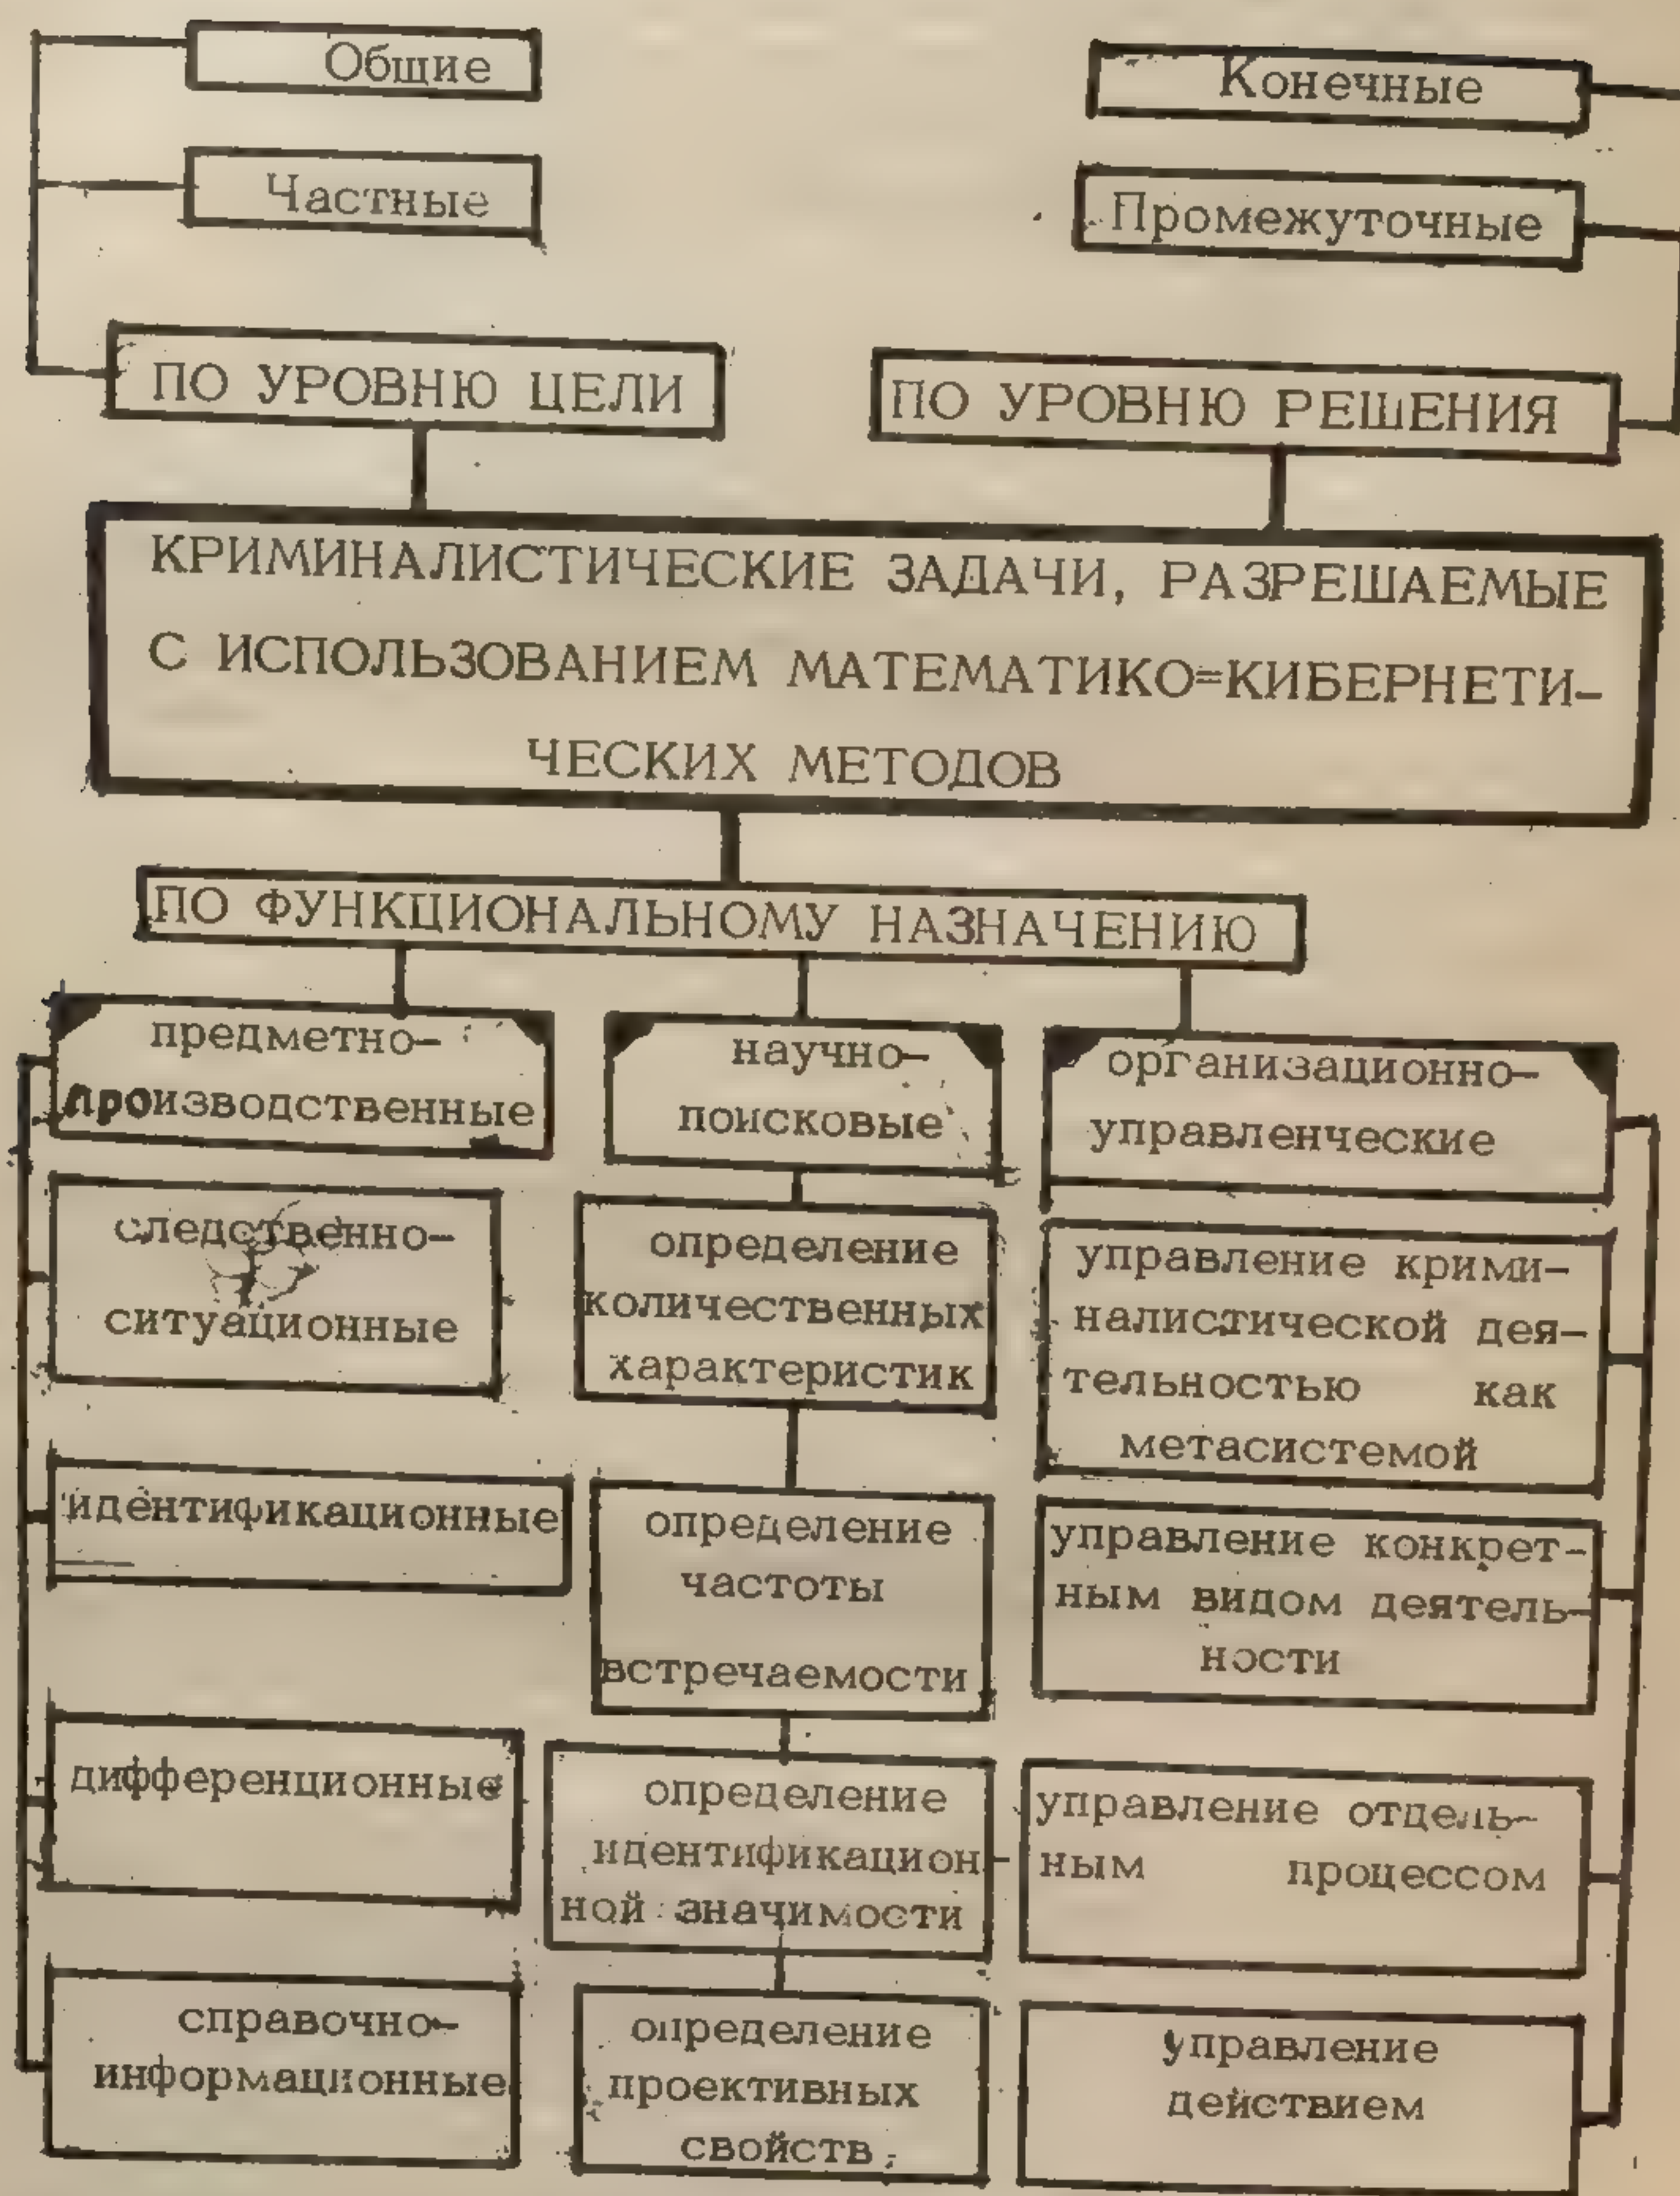 Общие
Частные
Конечные
Промежуточные
ПО УРОВНЮ ЦЕЛИ
ПО УРОВНЮ РЕШЕНИЯ
КРИМИНАЛИСТИЧЕСКИЕ ЗАДАЧИ, РАЗРЕШАЕМЫЕ
С ИСПОЛЬЗОВАНИЕМ МАТЕМАТИКО=КИБЕРНЕТИ-
ЧЕСКИХ МЕТОДОВ
ПО ФУНКЦИОНАЛЬНОМУ НАЗНАЧЕНИЮ
предметно-
производственные
следственно-
ситуационные
идентификационные
дифференционные
справочно-
информационные
научно-
поисковые
определение
количественных
характеристик
определение
частоты
встречаемости
определение
идентификацион-
ной значимости
определение
проективных
свойств
организационно-
управленческие
управление крими-
налистической дея-
тельностью как
метасистемой
управление конкрет-
ным видом деятель-
ности
управление отдель-
ным процессом
управление
действием